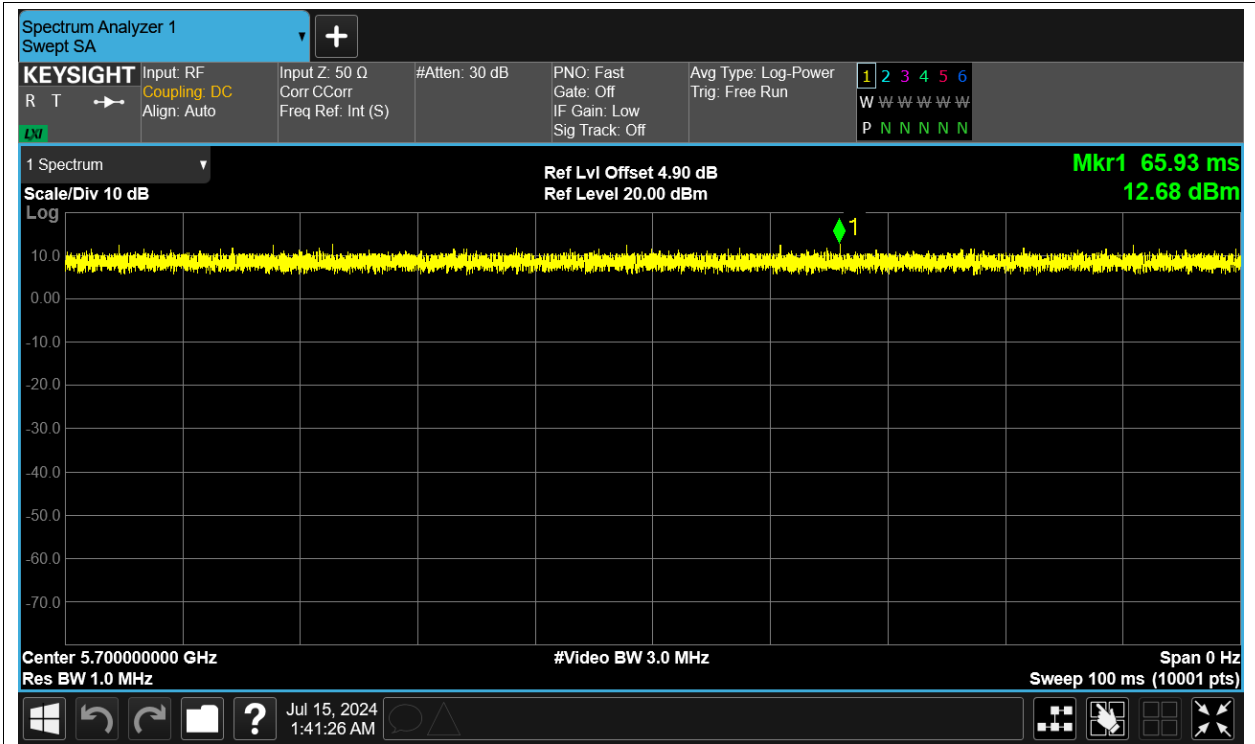 Spectrum Analyzer 1
Swept SA
KEYSIGHT
R T
LXI
Input: RF
Coupling: DC
Align: Auto
Input Z: 50 Ω
Corr CCorr
Freq Ref: Int (S)
#Atten: 30 dB
PNO: Fast
Gate: Off
IF Gain: Low
Sig Track: Off
Avg Type: Log-Power
Trig: Free Run
1 2 3 4 5 6
W W W W W W
P N N N N N
1 Spectrum
Scale/Div 10 dB
Log
Ref Lvl Offset 4.90 dB
Ref Level 20.00 dBm
Mkr1 65.93 ms
12.68 dBm
1
10.0
0.00
-10.0
-20.0
-30.0
-40.0
-50.0
-60.0
-70.0
Center 5.700000000 GHz
Res BW 1.0 MHz
#Video BW 3.0 MHz
Span 0 Hz
Sweep 100 ms (10001 pts)
?
Jul 15, 2024
1:41:26 AM